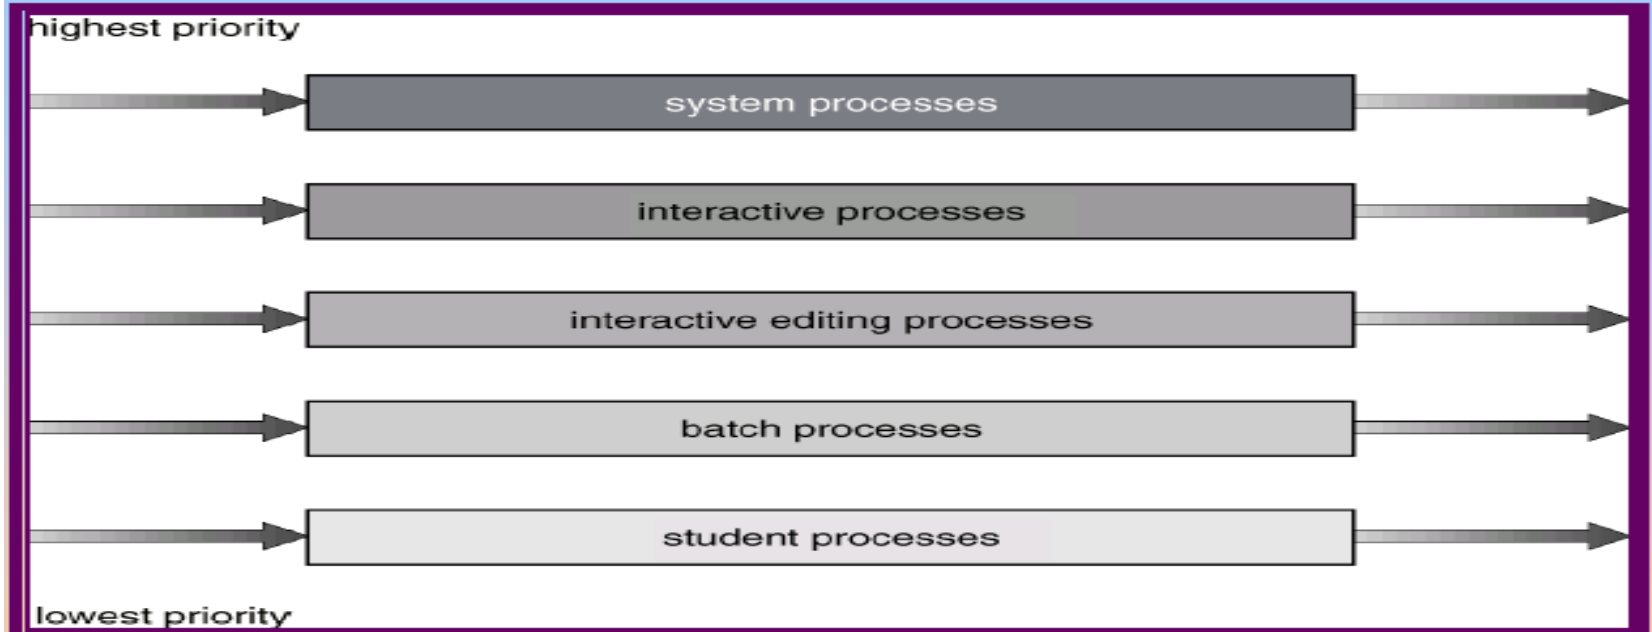 highest priority
system processes
interactive processes
interactive editing processes
batch processes
student processes
lowest priority